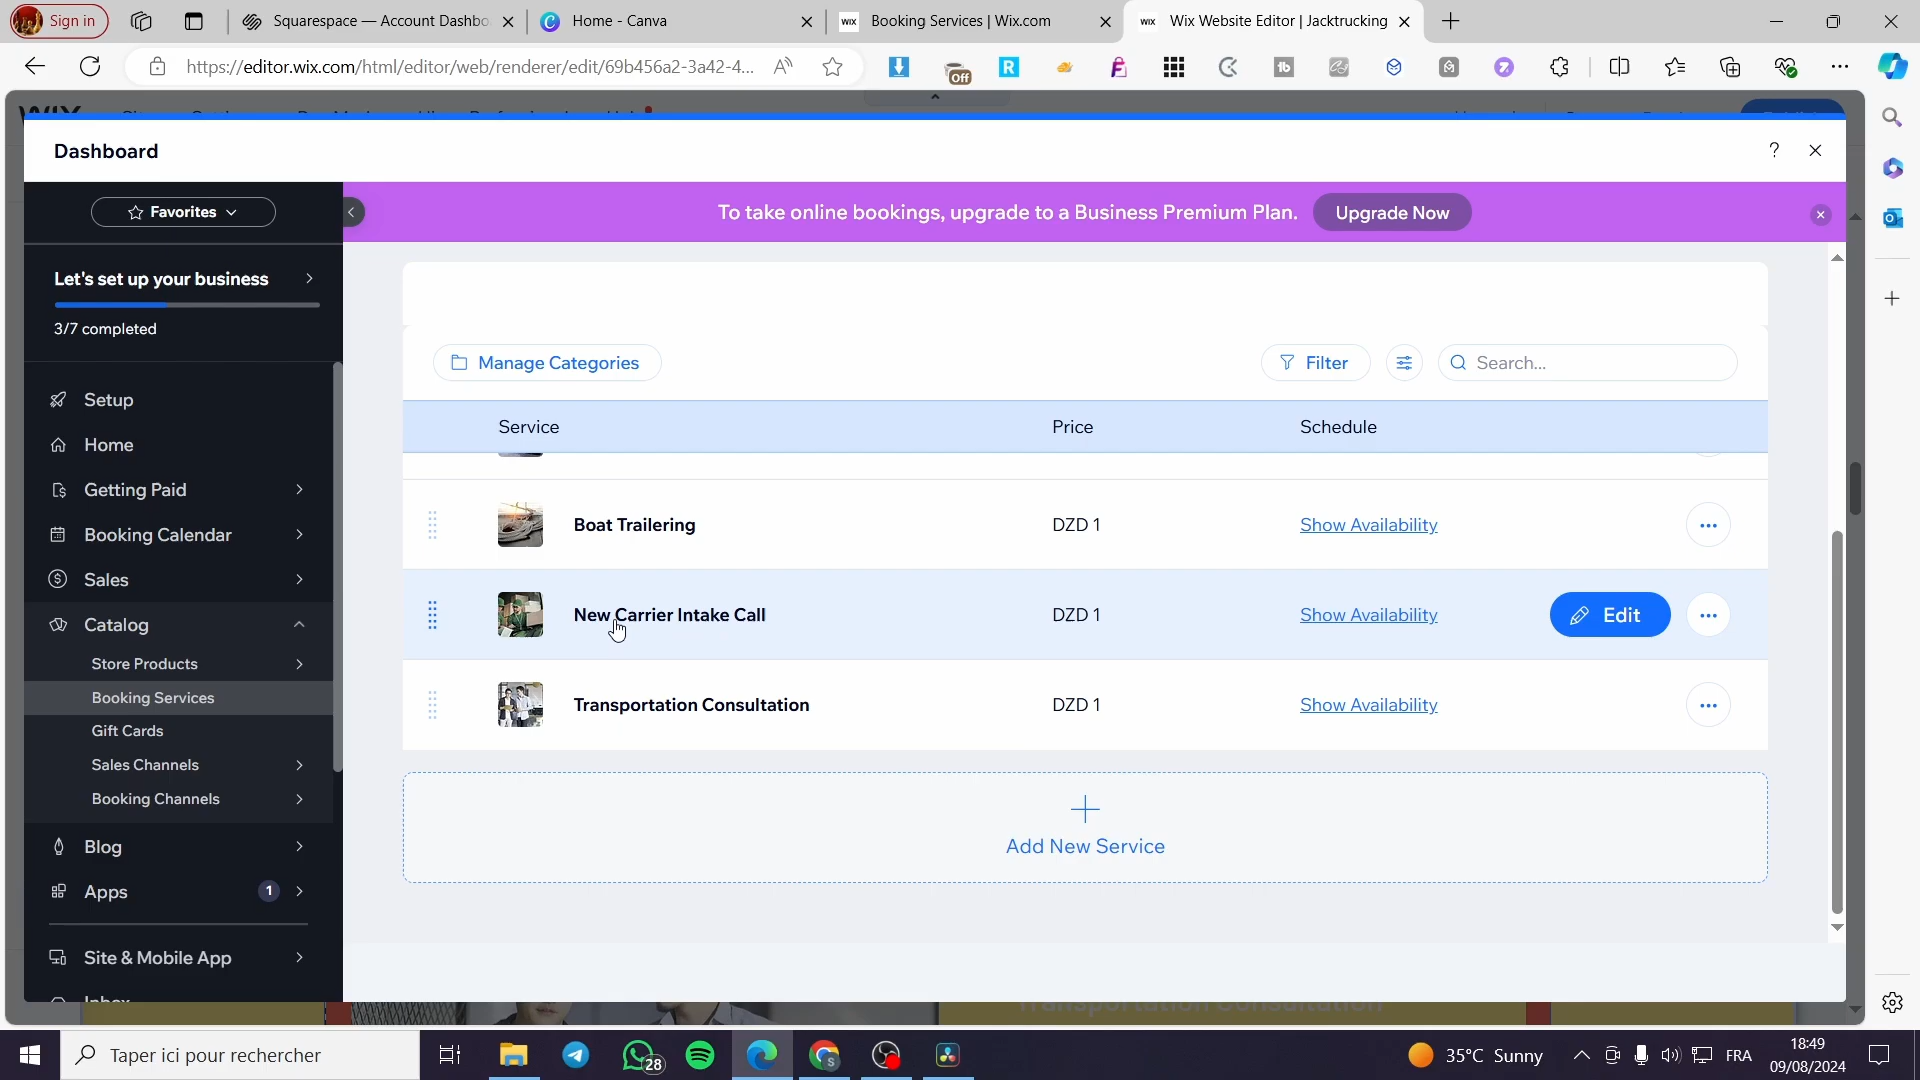 Sign in
Squarespace — Account Dashbo
Home - Canva
WIX Booking Services | Wix.com
WIX Wix Website Editor | Jacktrucking
https://editor.wix.com/html/editor/web/renderer/edit/69b456a2-3a42-4...
Off
Dashboard
?
Favorites
To take online bookings, upgrade to a Business Premium Plan.
Upgrade Now
Let's set up your business
3/7 completed
Manage Categories
Filter
Search...
Service
Price
Schedule
Setup
Home
Getting Paid
Booking Calendar
Sales
Catalog
Store Products
Booking Services
Gift Cards
Sales Channels
Booking Channels
Blog
Apps
1
Site & Mobile App
Boat Trailering
DZD 1
Show Availability
New Carrier Intake Call
DZD 1
Show Availability
Edit
Transportation Consultation
DZD 1
Show Availability
Add New Service
Transportation Consultation
Taper ici pour rechercher
28
35°C Sunny
FRA
18:49
09/08/2024